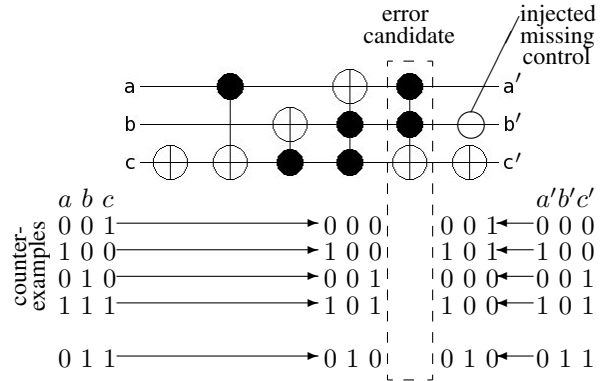 error
candidate
injected
missing
control
a a′
b b′
c c′
a b c a′b′c′
counter-
examples
0 0 1 0 0 0 0 0 1 0 0 0
1 0 0 1 0 0 1 0 1 1 0 0
0 1 0 0 0 1 0 0 0 0 0 1
1 1 1 1 0 1 1 0 0 1 0 1
0 1 1 0 1 0 0 1 0 0 1 1